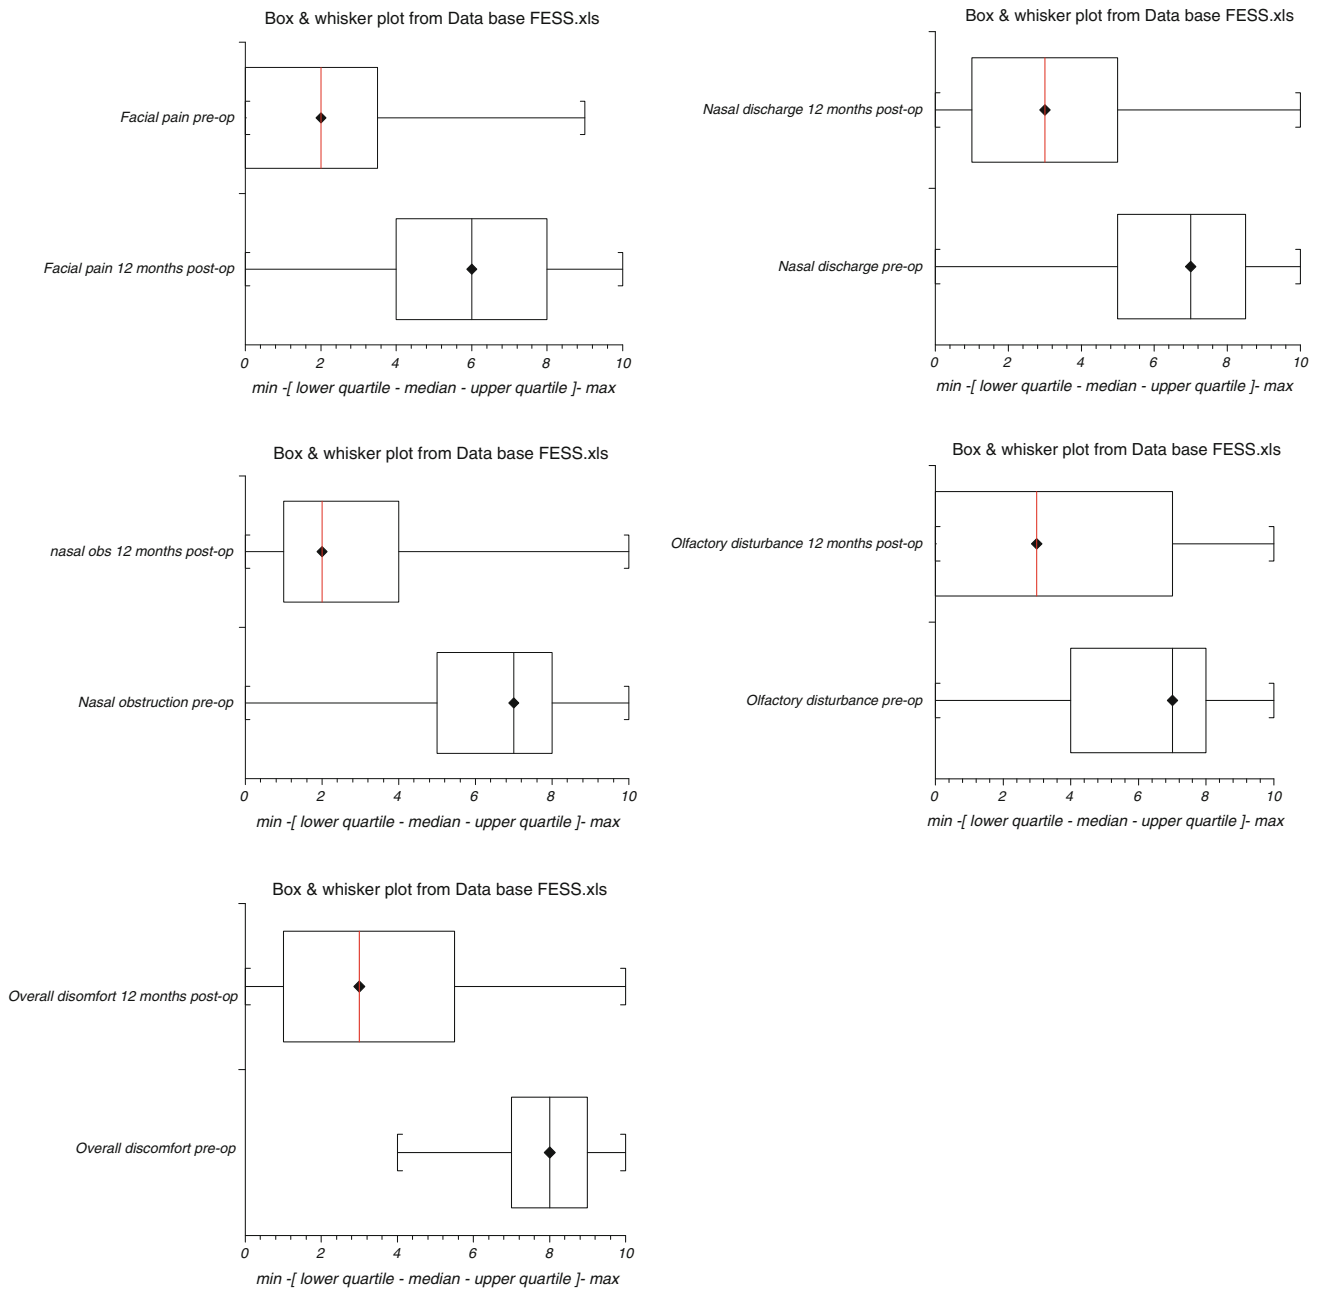 Box & whisker plot from Data base FESS.xls
Facial pain pre-op
Facial pain 12 months post-op
0 2 4 6 8 10
min -[ lower quartile - median - upper quartile ]- max
Box & whisker plot from Data base FESS.xls
Nasal discharge 12 months post-op
Nasal discharge pre-op
0 2 4 6 8 10
min -[ lower quartile - median - upper quartile ]- max
Box & whisker plot from Data base FESS.xls
nasal obs 12 months post-op
Nasal obstruction pre-op
0 2 4 6 8 10
min -[ lower quartile - median - upper quartile ]- max
Box & whisker plot from Data base FESS.xls
Olfactory disturbance 12 months post-op
Olfactory disturbance pre-op
0 2 4 6 8 10
min -[ lower quartile - median - upper quartile ]- max
Box & whisker plot from Data base FESS.xls
Overall disomfort 12 months post-op
Overall discomfort pre-op
0 2 4 6 8 10
min -[ lower quartile - median - upper quartile ]- max